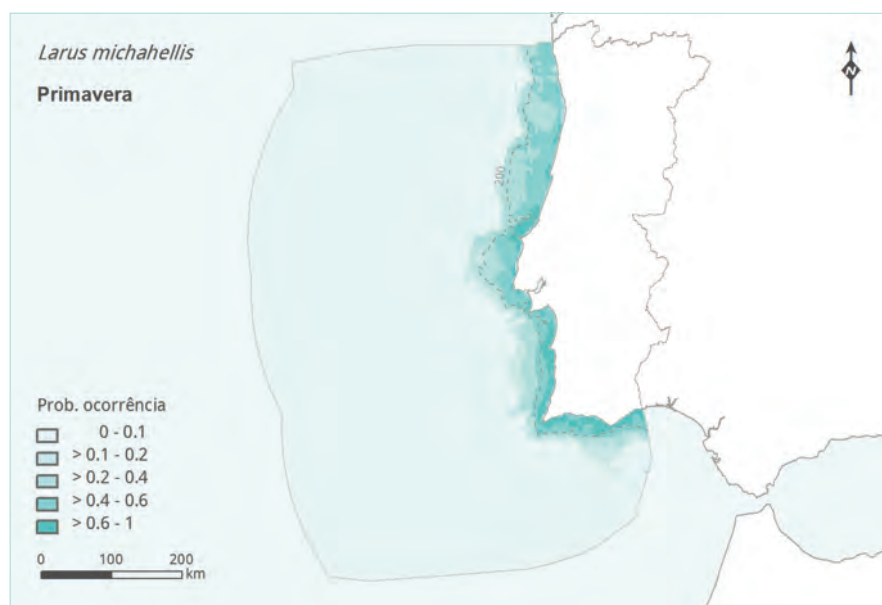 Larus michahellis
Primavera
N
200
Prob. ocorrência
0 - 0.1
> 0.1 - 0.2
> 0.2 - 0.4
> 0.4 - 0.6
> 0.6 - 1
0 100 200
km